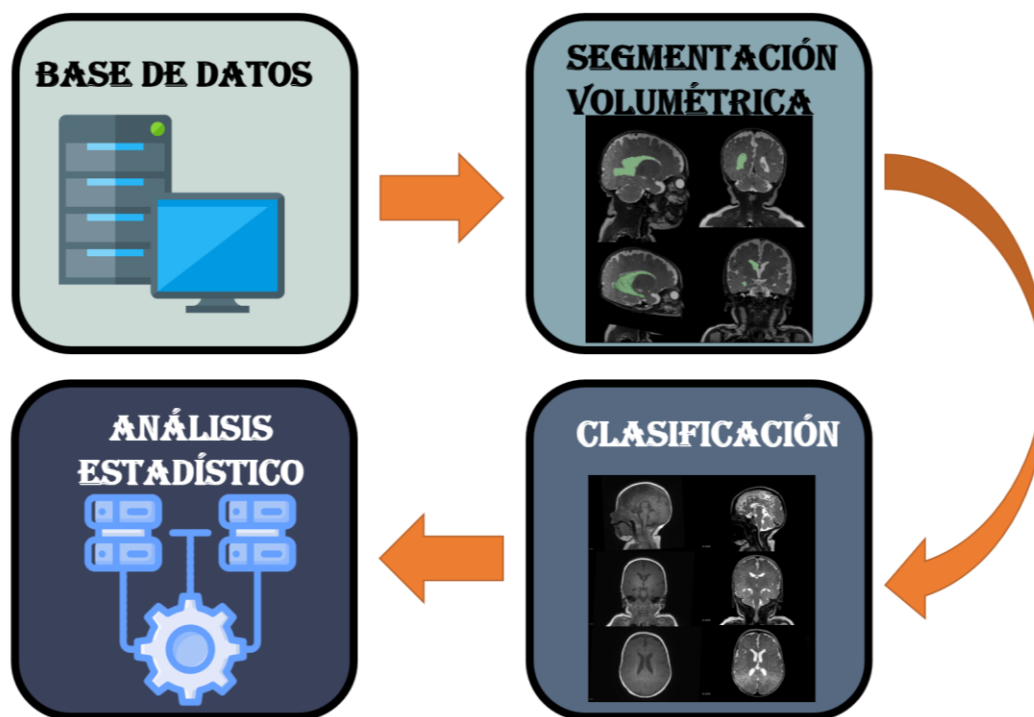 BASE DE DATOS
SEGMENTACIÓN
VOLUMÉTRICA
CLASIFICACIÓN
ANÁLISIS
ESTADÍSTICO